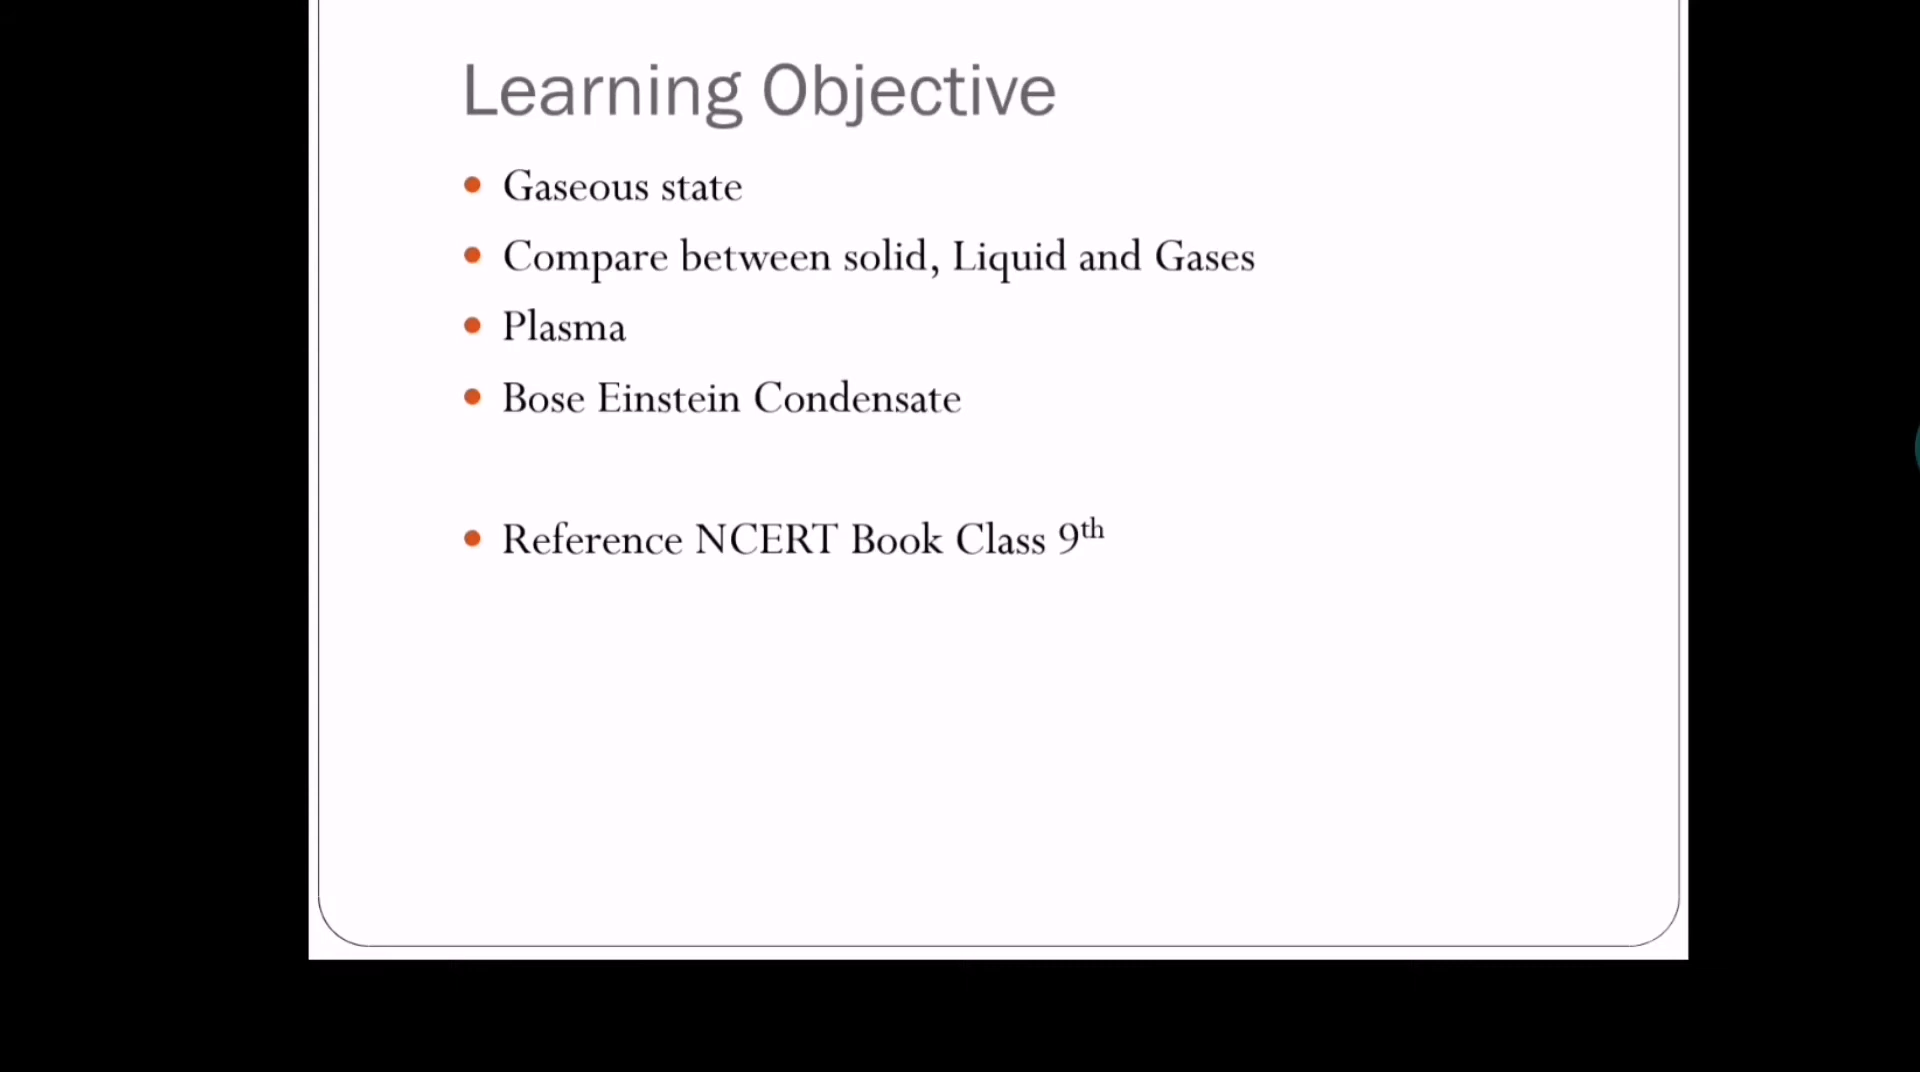 Learning Objective
Gaseous state
Compare between solid, Liquid and Gases
Plasma
Bose Einstein Condensate
Reference NCERT Book Class 9th